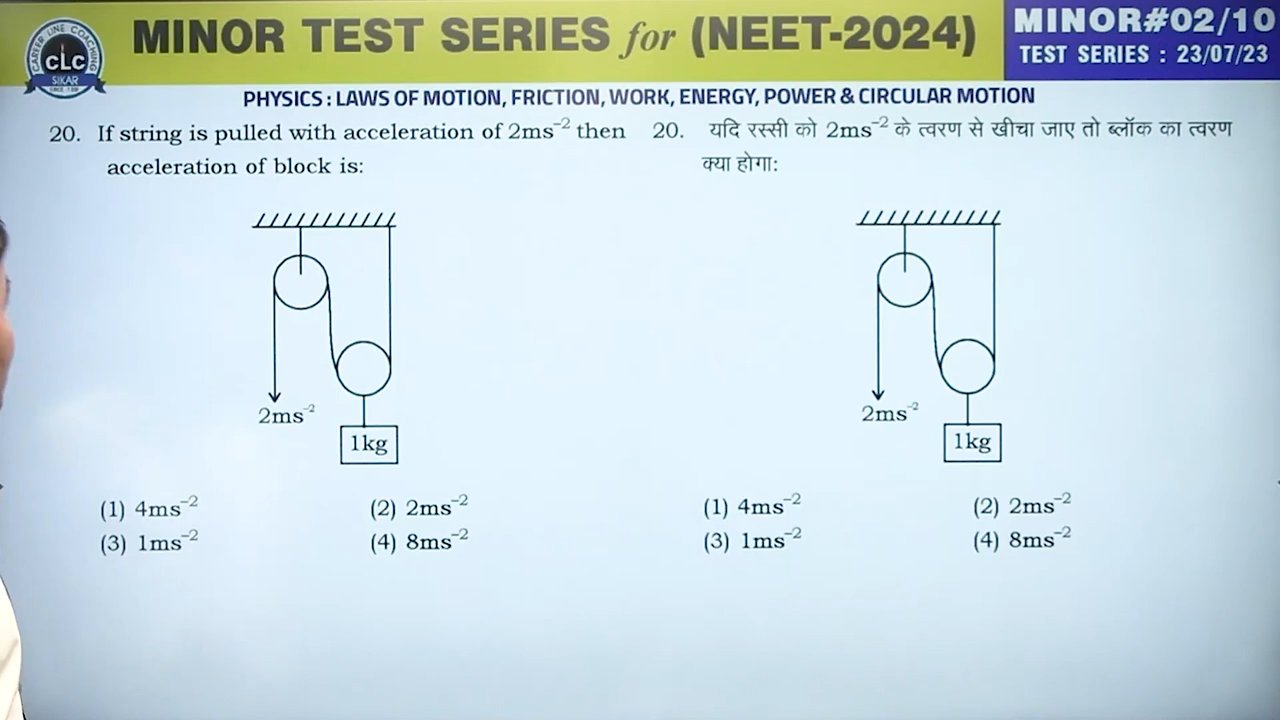 CAREER LINE COACHING
CLC
SIKAR
MINOR TEST SERIES for (NEET-2024)
MINOR#02/10
TEST SERIES : 23/07/23
PHYSICS : LAWS OF MOTION, FRICTION, WORK, ENERGY, POWER & CIRCULAR MOTION
20. If string is pulled with acceleration of 2ms⁻² then
acceleration of block is:
2ms⁻²
1kg
(1) 4ms⁻² (2) 2ms⁻²
(3) 1ms⁻² (4) 8ms⁻²
20. यदि रस्सी को 2ms⁻² के त्वरण से खीचा जाए तो ब्लॉक का त्वरण
क्या होगा:
2ms⁻²
1kg
(1) 4ms⁻² (2) 2ms⁻²
(3) 1ms⁻² (4) 8ms⁻²